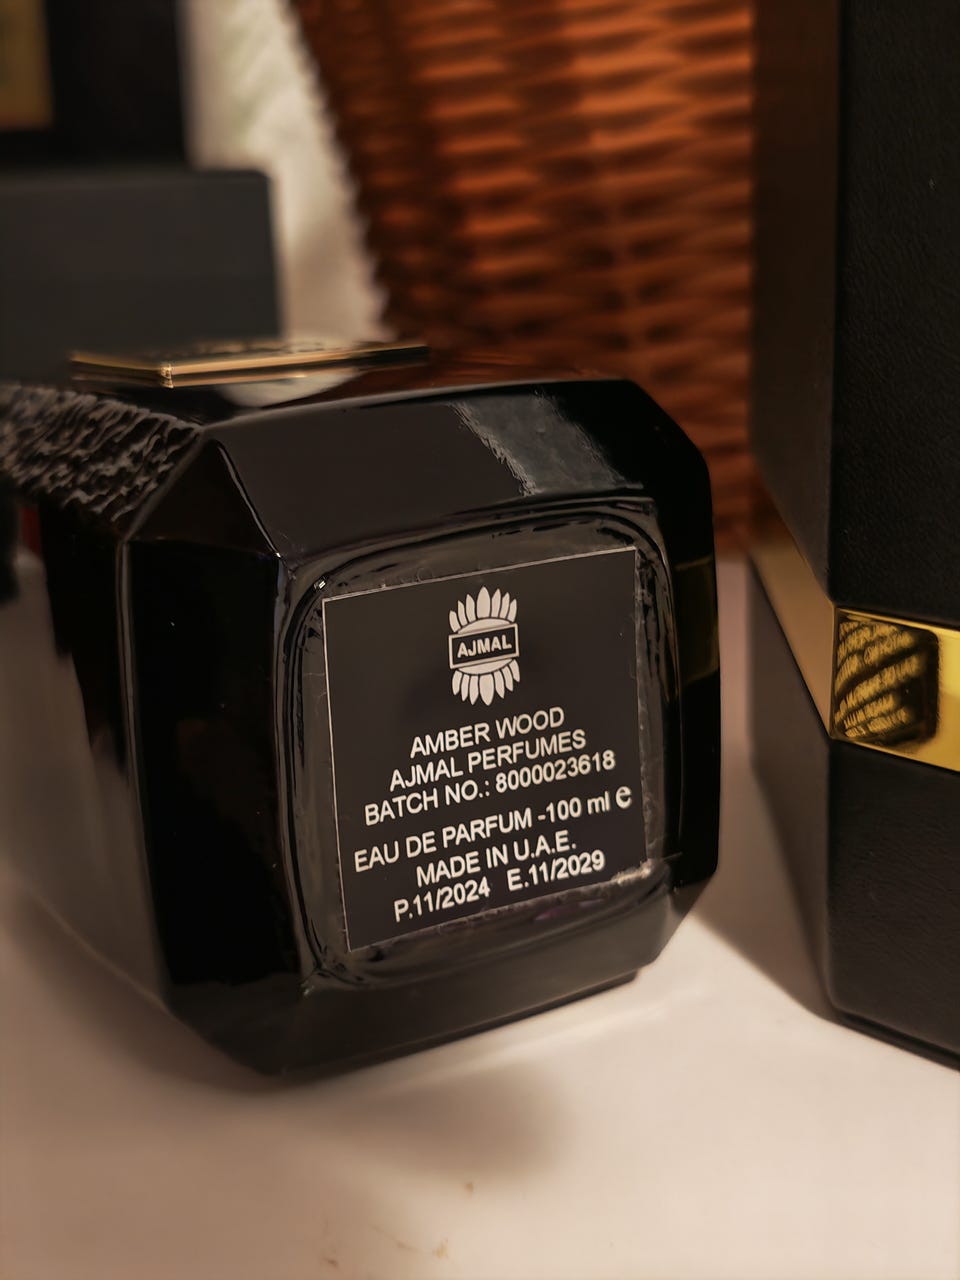 AJMAL
AMBER WOOD
AJMAL PERFUMES
BATCH NO.: 8000023618
EAU DE PARFUM -100 ml ℮
MADE IN U.A.E.
P.11/2024 E.11/2029